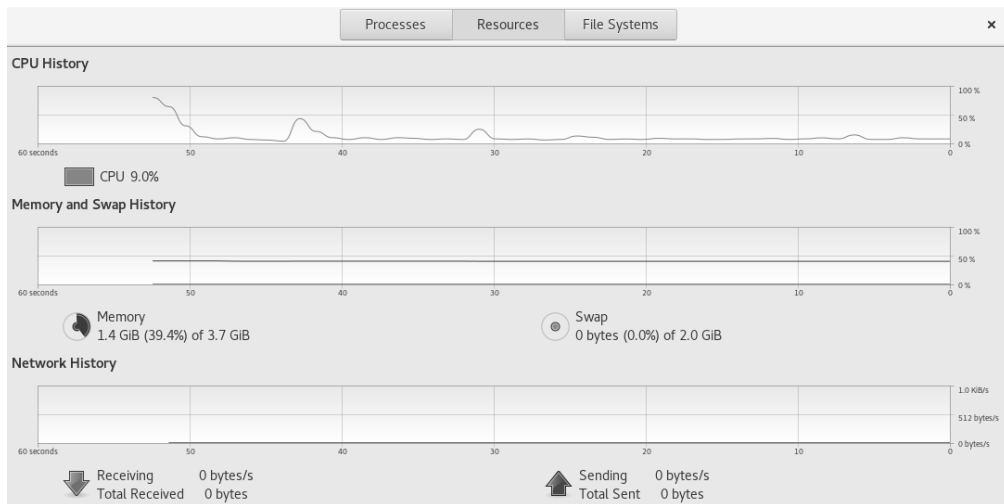 Processes Resources File Systems ×
CPU History
100 %
50 %
0 %
60 seconds 50 40 30 20 10 0
CPU 9.0%
Memory and Swap History
100 %
50 %
0 %
60 seconds 50 40 30 20 10 0
Memory
1.4 GiB (39.4%) of 3.7 GiB
Swap
0 bytes (0.0%) of 2.0 GiB
Network History
1.0 KiB/s
512 bytes/s
0 bytes/s
60 seconds 50 40 30 20 10 0
Receiving 0 bytes/s
Total Received 0 bytes
Sending 0 bytes/s
Total Sent 0 bytes